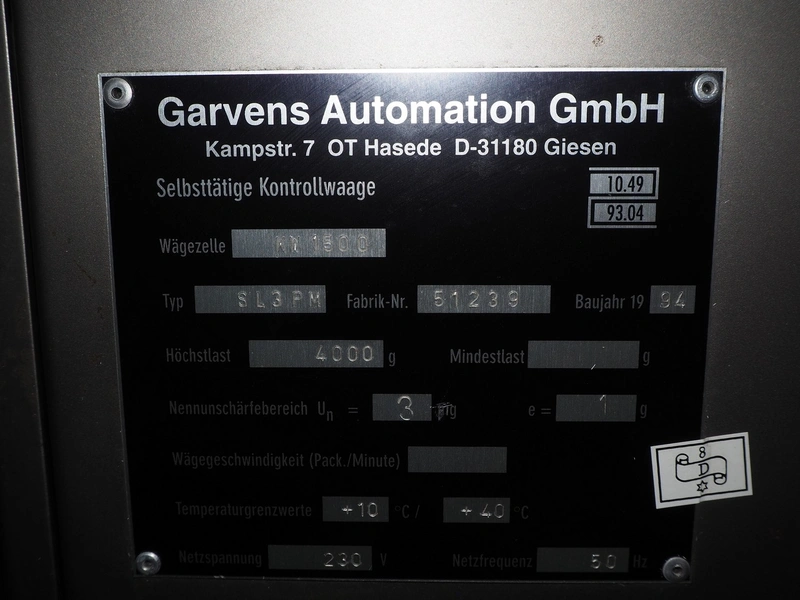 Garvens Automation GmbH
Kampstr. 7 OT Hasede D-31180 Giesen
Selbsttätige Kontrollwaage
10.49
93.04
Wägezelle 1500
Typ SL3PM Fabrik-Nr. 51239 Baujahr 19 94
Höchstlast 4000 g Mindestlast g
Nennunschärfebereich Un = 3 g e = 1 g
Wägegeschwindigkeit (Pack./Minute)
Temperaturgrenzwerte +10 °C / +40 °C
Netzspannung 230 V Netzfrequenz 50 Hz
8
D